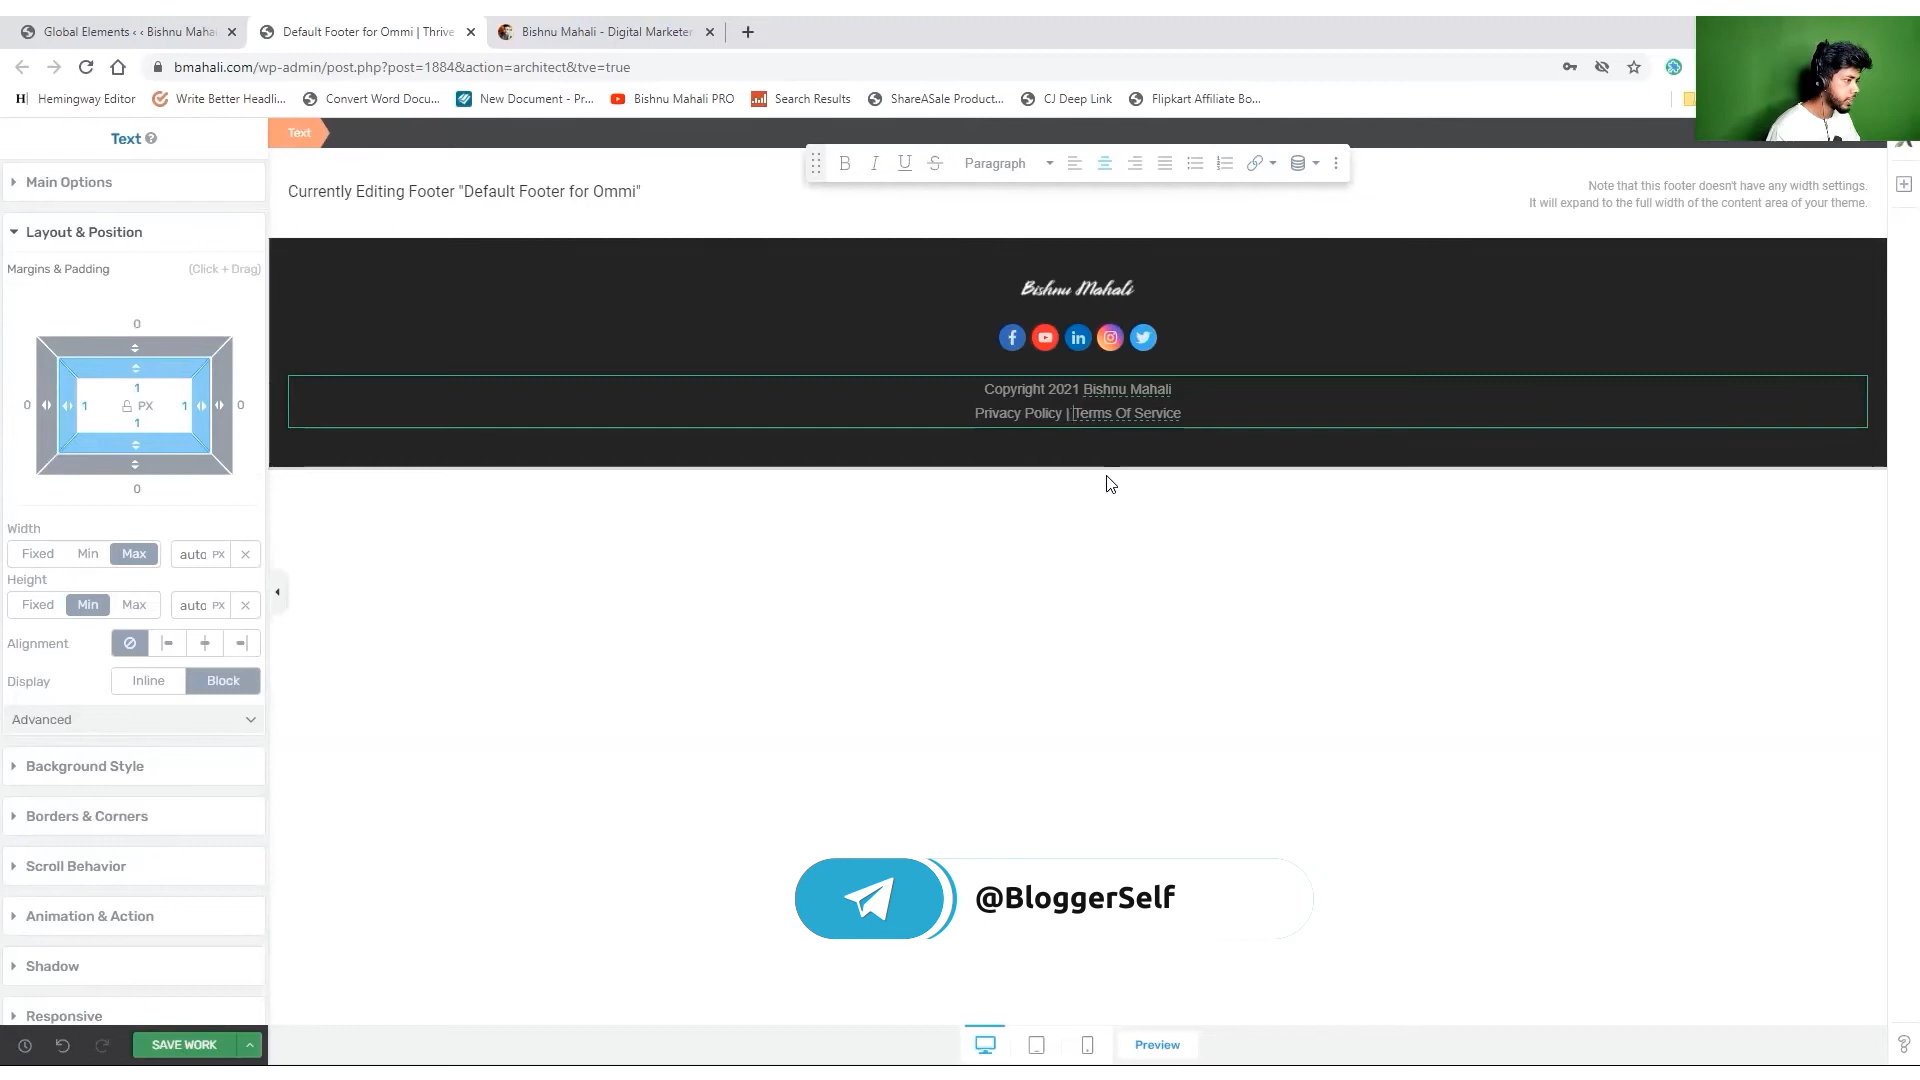 Global Elements ‹ ‹ Bishnu Maha
Default Footer for Ommi | Thrive
Bishnu Mahali - Digital Marketer
bmahali.com/wp-admin/post.php?post=1884&action=architect&tve=true
Hemingway Editor
Write Better Headli...
Convert Word Docu...
New Document - Pr...
Bishnu Mahali PRO
Search Results
ShareASale Product...
CJ Deep Link
Flipkart Affiliate Bo...
Text
Text
Paragraph
Main Options
Currently Editing Footer "Default Footer for Ommi"
Note that this footer doesn't have any width settings.
It will expand to the full width of the content area of your theme.
Layout & Position
Margins & Padding (Click + Drag)
0
1
0 1 PX 1 0
1
0
Bishnu Mahali
Copyright 2021 Bishnu Mahali
Privacy Policy | Terms Of Service
Width
Fixed Min Max auto PX
Height
Fixed Min Max auto PX
Alignment
Display Inline Block
Advanced
Background Style
Borders & Corners
Scroll Behavior
Animation & Action
Shadow
Responsive
@BloggerSelf
SAVE WORK
Preview